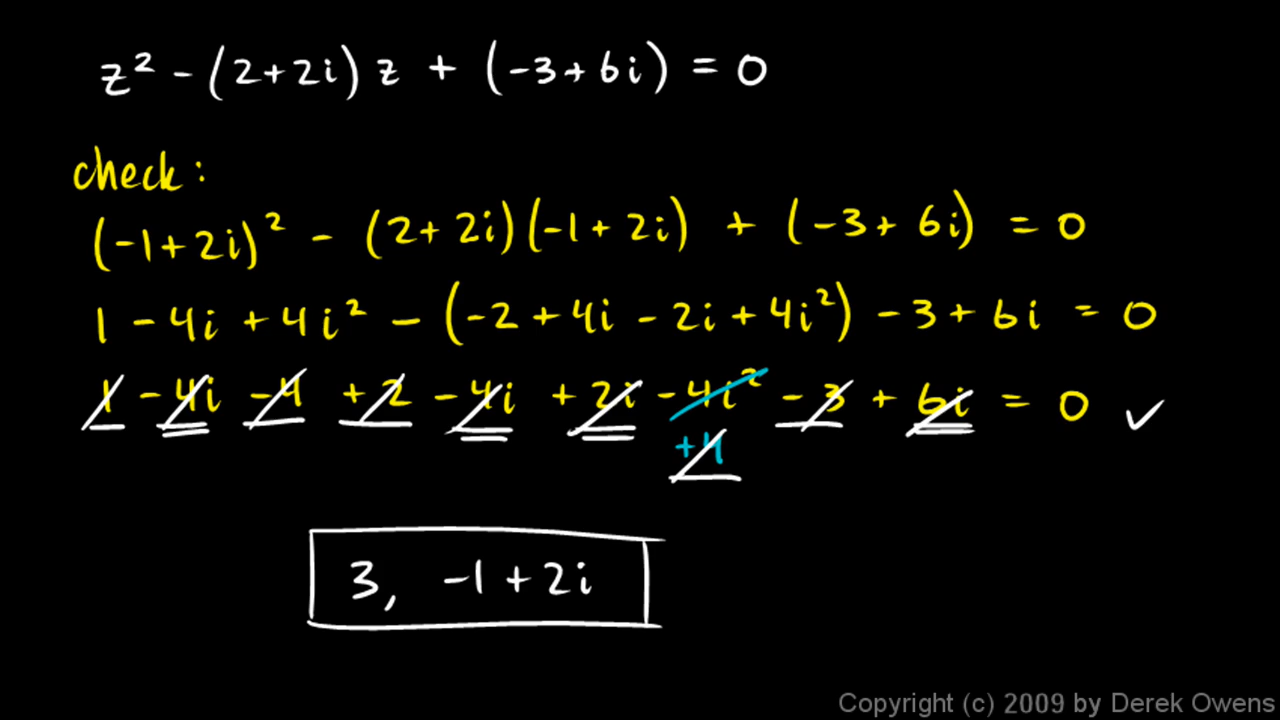 z² - (2+2i) z + (-3+6i) = 0
check:
(-1+2i)² - (2+2i)(-1+2i) + (-3+6i) = 0
1 - 4i + 4i² - (-2+4i-2i+4i²) - 3 + 6i = 0
1 - 4i - 4 + 2 - 4i + 2i - 4i² - 3 + 6i = 0 ✓
+4
3, -1+2i
Copyright (c) 2009 by Derek Owens